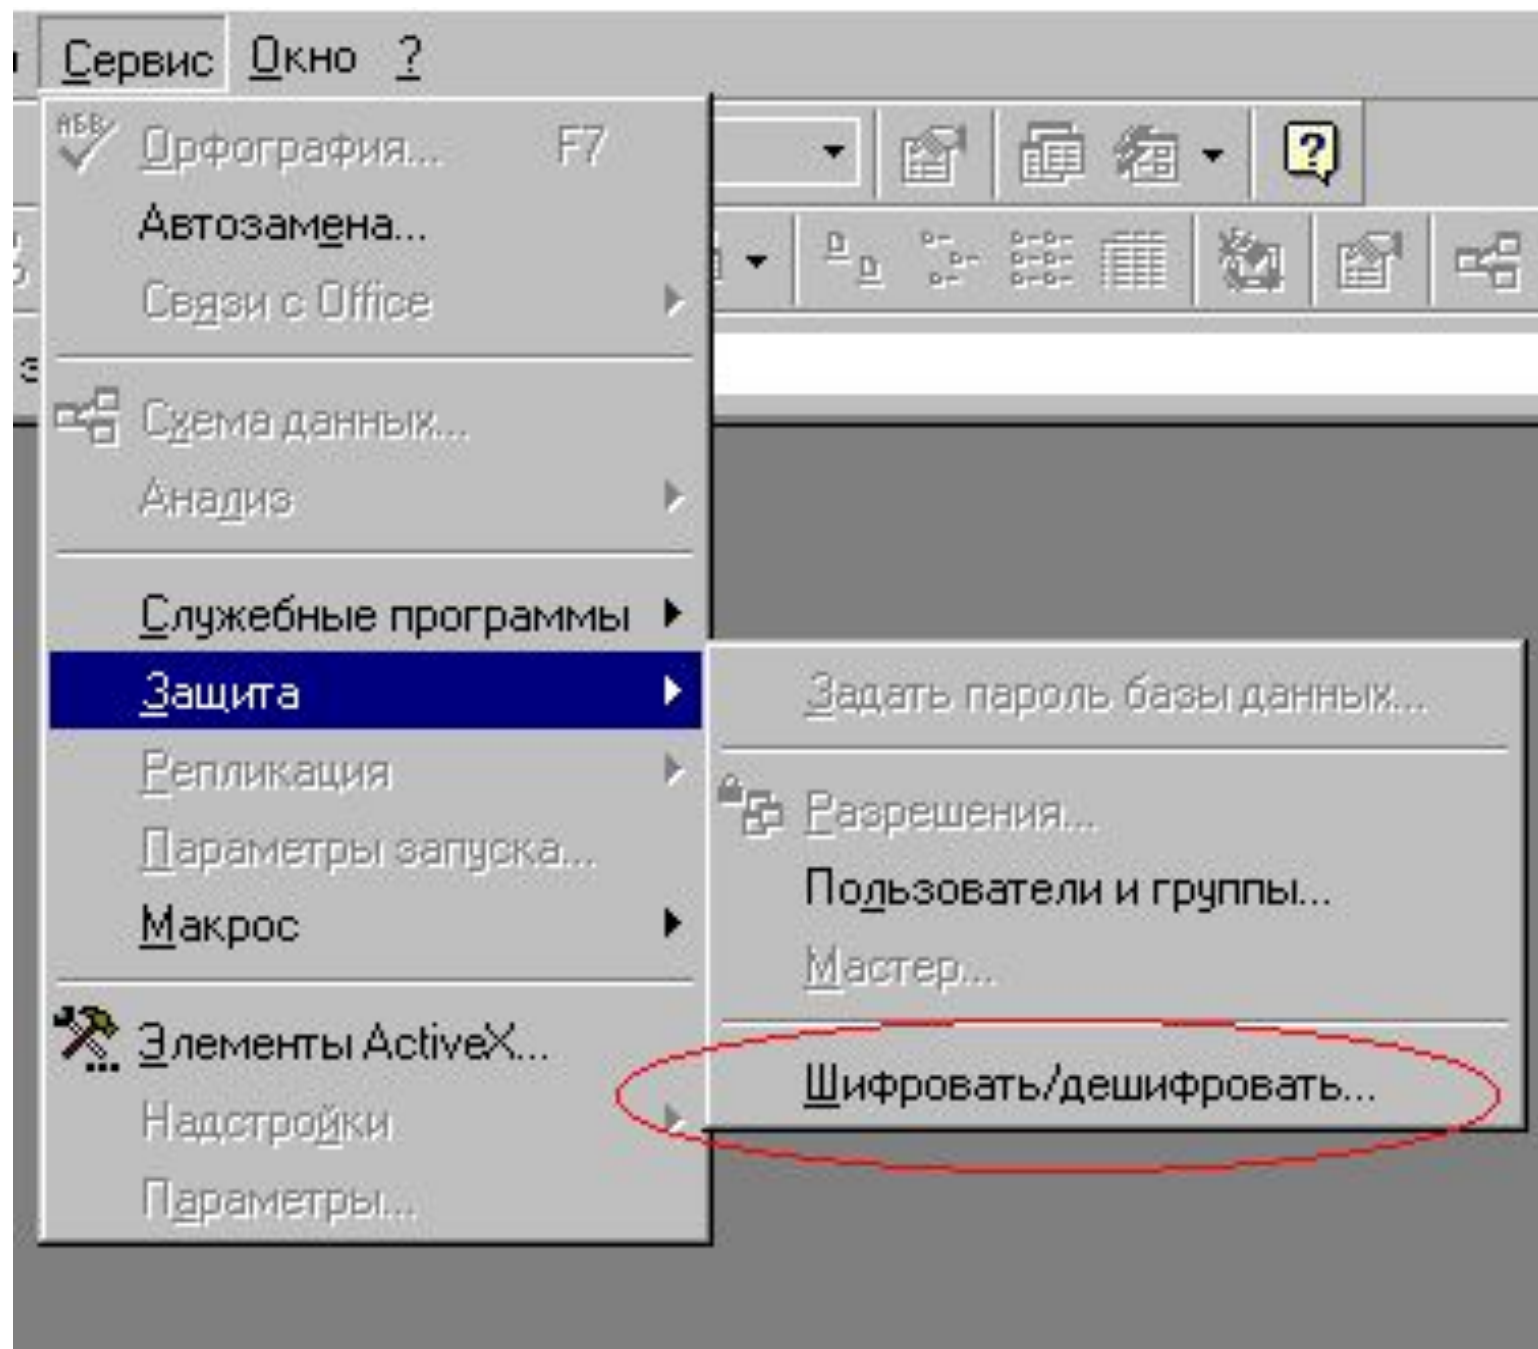 Сервис Окно ?
Орфография... F7
Автозамена...
Связи с Office
Схема данных...
Анализ
Служебные программы
Защита
Репликация
Параметры запуска...
Макрос
Элементы ActiveX...
Надстройки
Параметры...
Задать пароль базы данных...
Разрешения...
Пользователи и группы...
Мастер...
Шифровать/дешифровать...